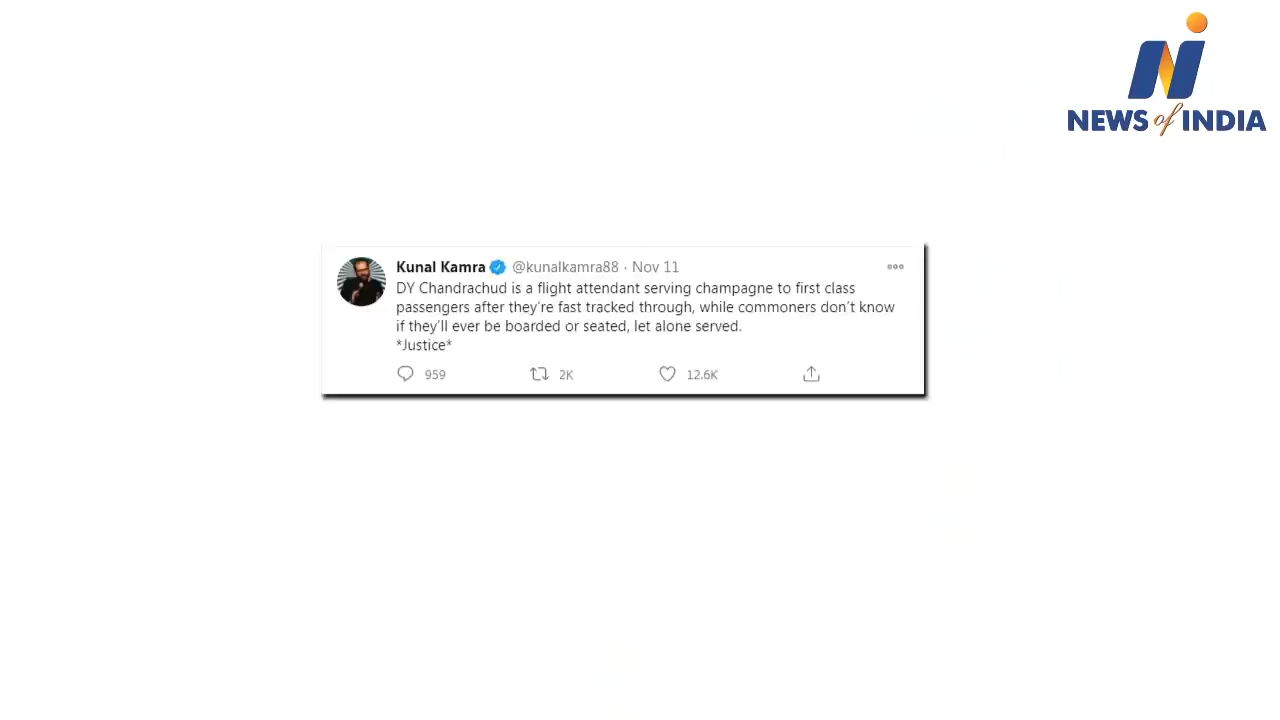 NEWS of INDIA
Kunal Kamra @kunalkamra88 · Nov 11
DY Chandrachud is a flight attendant serving champagne to first class
passengers after they're fast tracked through, while commoners don't know
if they'll ever be boarded or seated, let alone served.
*Justice*
959 2K 12.6K